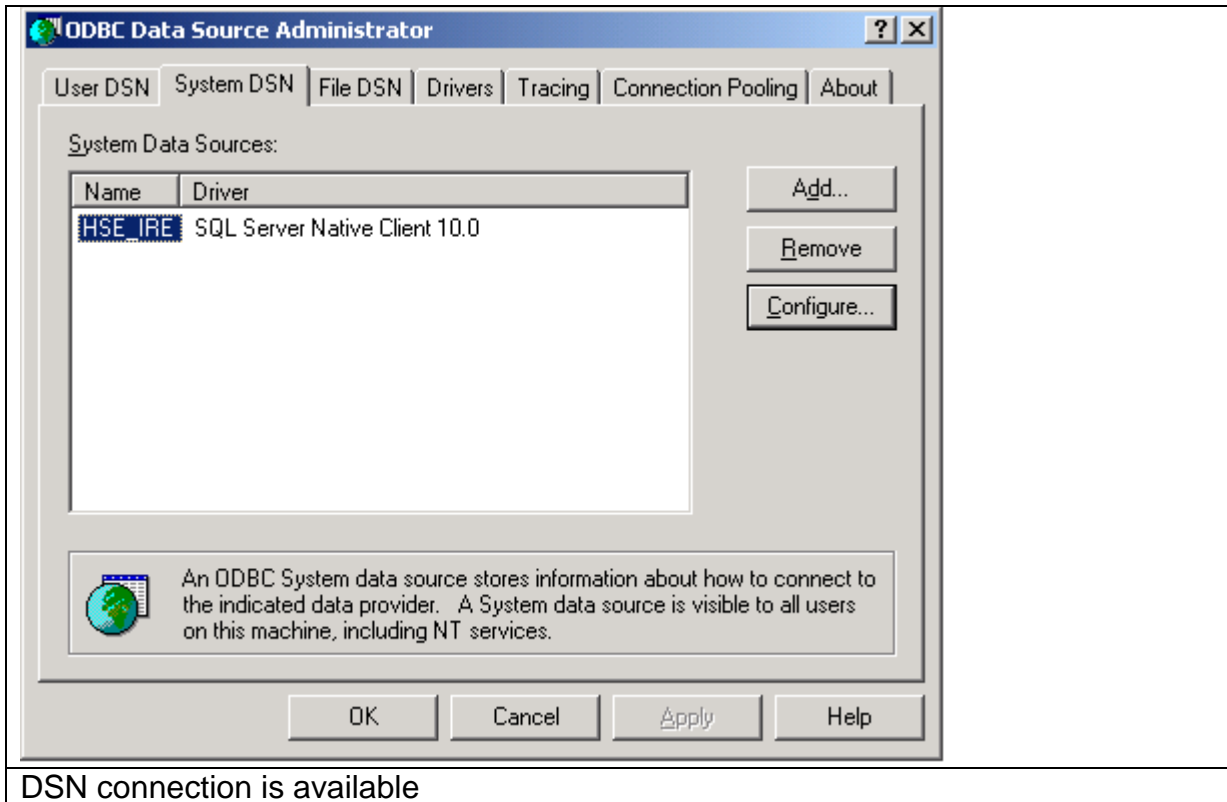 ODBC Data Source Administrator
User DSN System DSN File DSN Drivers Tracing Connection Pooling About
System Data Sources:
Name Driver
HSE_IRE SQL Server Native Client 10.0
Add...
Remove
Configure...
An ODBC System data source stores information about how to connect to
the indicated data provider. A System data source is visible to all users
on this machine, including NT services.
OK Cancel Apply Help
DSN connection is available